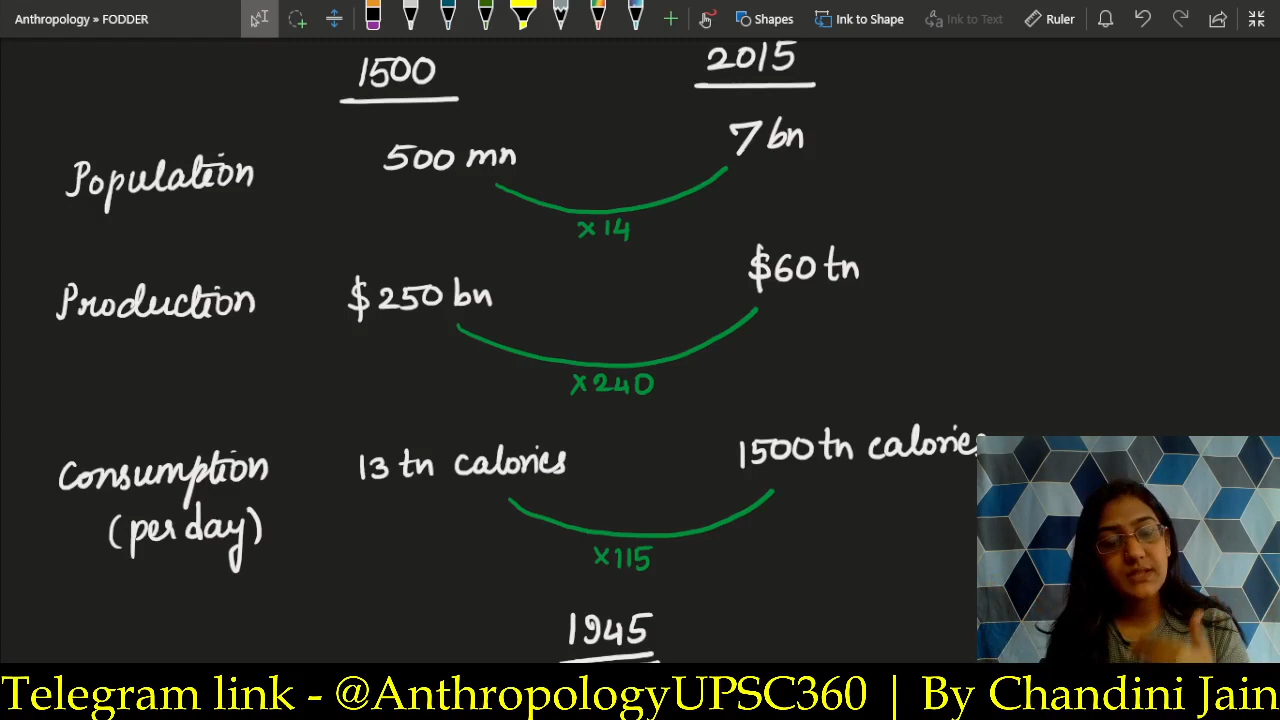 Anthropology » FODDER
Shapes
Ink to Shape
Ink to Text
Ruler
1500 2015
Population 500 mn 7 bn
x14
Production $250 bn $60 tn
x240
Consumption 13 tn calories 1500 tn calories
(per day)
x115
1945
Telegram link - @AnthropologyUPSC360 | By Chandini Jain